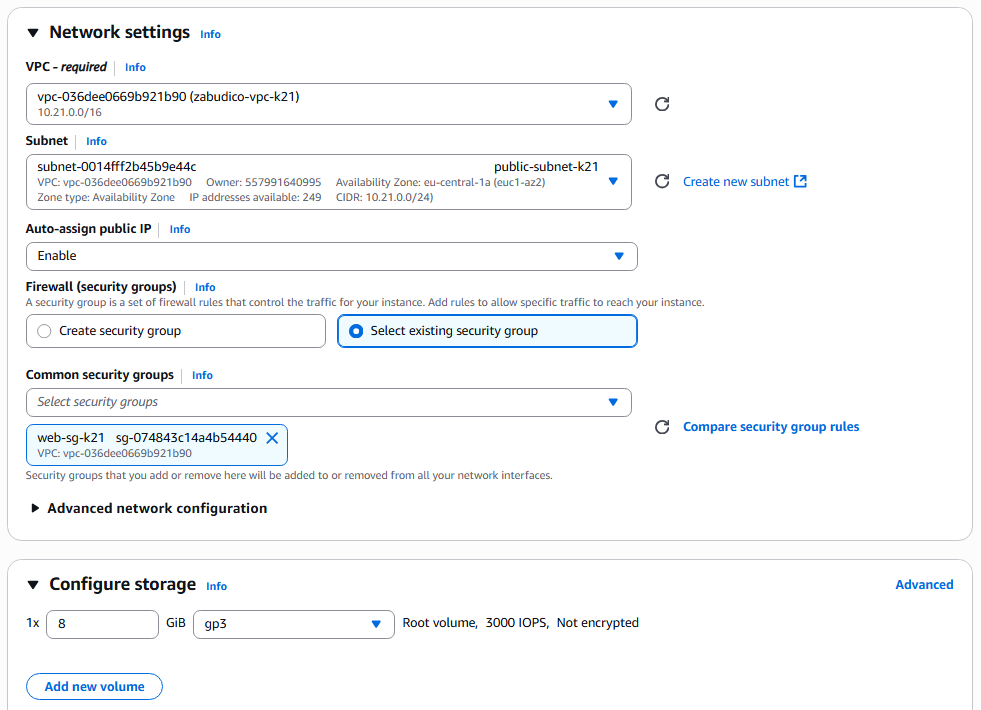 Network settings Info
VPC – required Info
vpc-036dee0669b921b90 (zabudico-vpc-k21)
10.21.0.0/16
Subnet Info
subnet-0014fff2b45b9e44c public-subnet-k21
VPC: vpc-036dee0669b921b90 Owner: 557991640995 Availability Zone: eu-central-1a (euc1-az2)
Zone type: Availability Zone IP addresses available: 249 CIDR: 10.21.0.0/24)
Create new subnet
Auto-assign public IP Info
Enable
Firewall (security groups) Info
A security group is a set of firewall rules that control the traffic for your instance. Add rules to allow specific traffic to reach your instance.
Create security group Select existing security group
Common security groups Info
Select security groups
web-sg-k21 sg-074843c14a4b54440
VPC: vpc-036dee0669b921b90
Compare security group rules
Security groups that you add or remove here will be added to or removed from all your network interfaces.
Advanced network configuration
Configure storage Info Advanced
1x 8 GiB gp3 Root volume, 3000 IOPS, Not encrypted
Add new volume